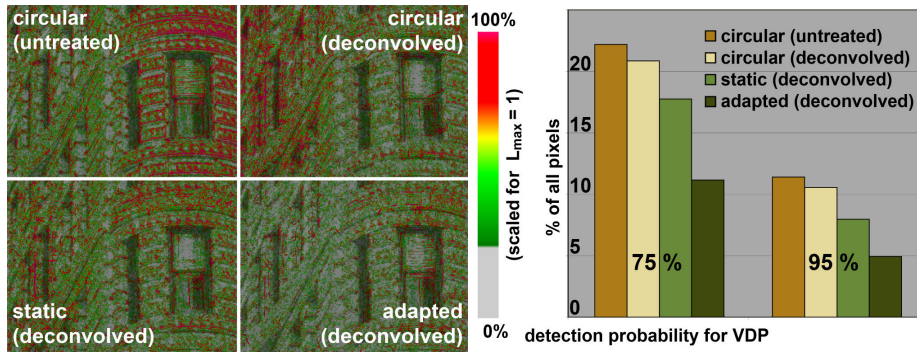 circular
(untreated)
circular
(deconvolved)
static
(deconvolved)
adapted
(deconvolved)
100%
(scaled for Lmax = 1)
0%
% of all pixels
20
15
10
5
0
circular (untreated)
circular (deconvolved)
static (deconvolved)
adapted (deconvolved)
75 %
95 %
detection probability for VDP